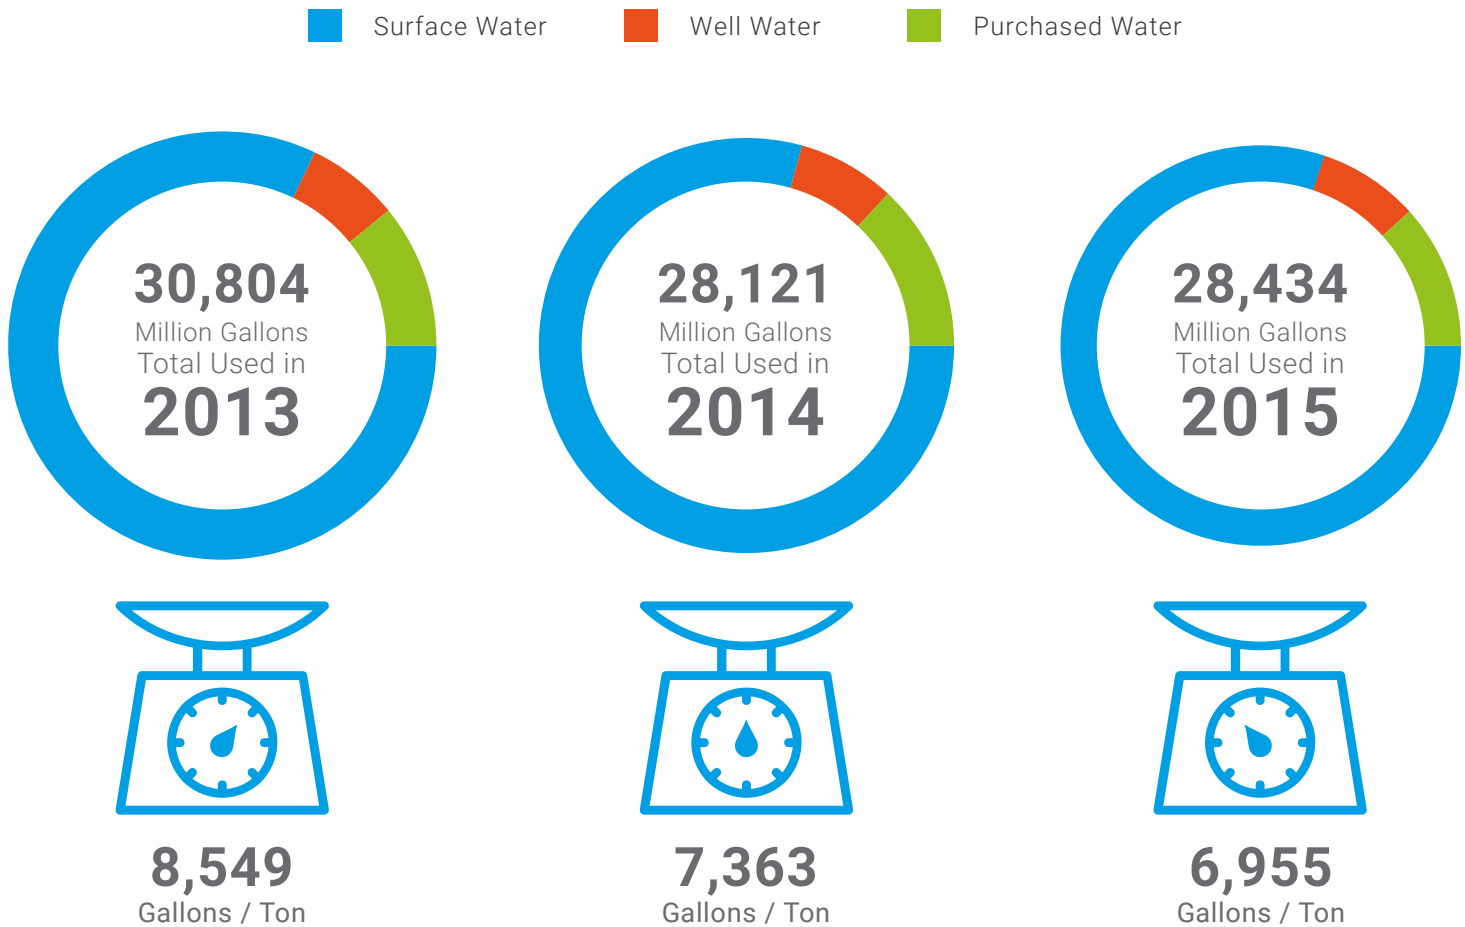 Surface Water
Well Water
Purchased Water
30,804
Million Gallons
Total Used in
2013
28,121
Million Gallons
Total Used in
2014
28,434
Million Gallons
Total Used in
2015
8,549
Gallons / Ton
7,363
Gallons / Ton
6,955
Gallons / Ton